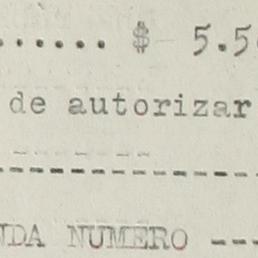 ...... $ 5.5
de autorizar
NDA NUMERO ---